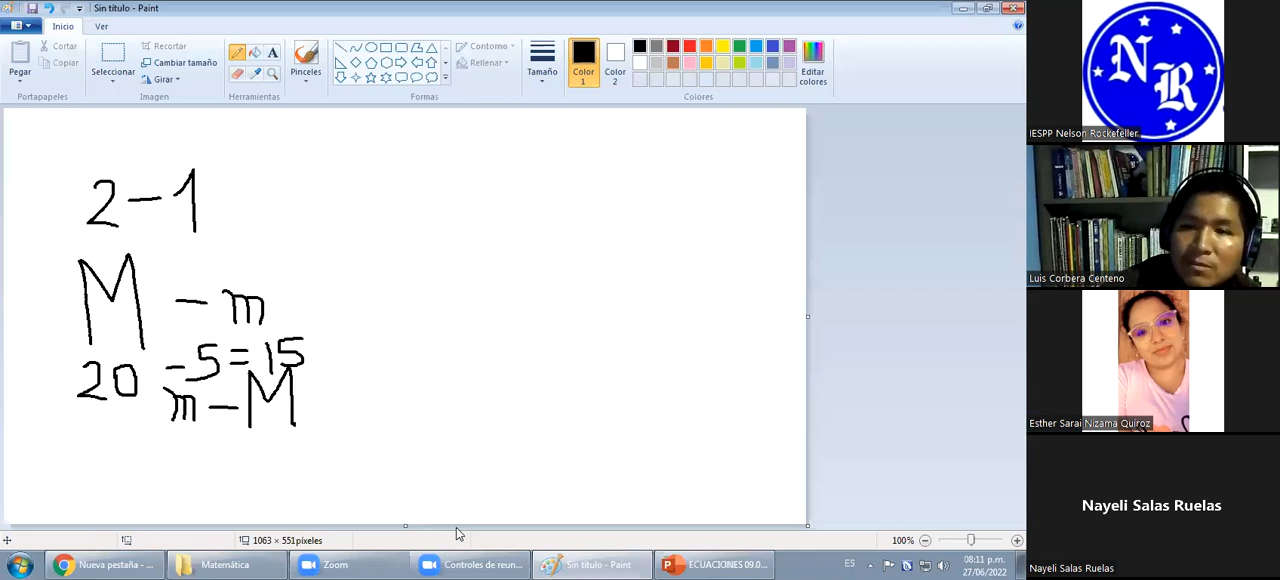 Sin título - Paint
Inicio
Ver
Pegar
Cortar
Copiar
Portapapeles
Seleccionar
Recortar
Cambiar tamaño
Girar
Imagen
A
Herramientas
Pinceles
Contorno
Rellenar
Formas
Tamaño
Color
1
Color
2
Editar
colores
Colores
2 - 1
M - m
20 - 5 = 15
m - M
1063 × 551píxeles
100%
Nueva pestaña - ...
Matemática
Zoom
Controles de reun...
Sin título - Paint
ECUACIONES 09.0...
ES
08:11 p.m.
27/06/2022
N
R
IESPP Nelson Rockefeller
Luis Corbera Centeno
Esther Sarai Nizama Quiroz
Nayeli Salas Ruelas
Nayeli Salas Ruelas